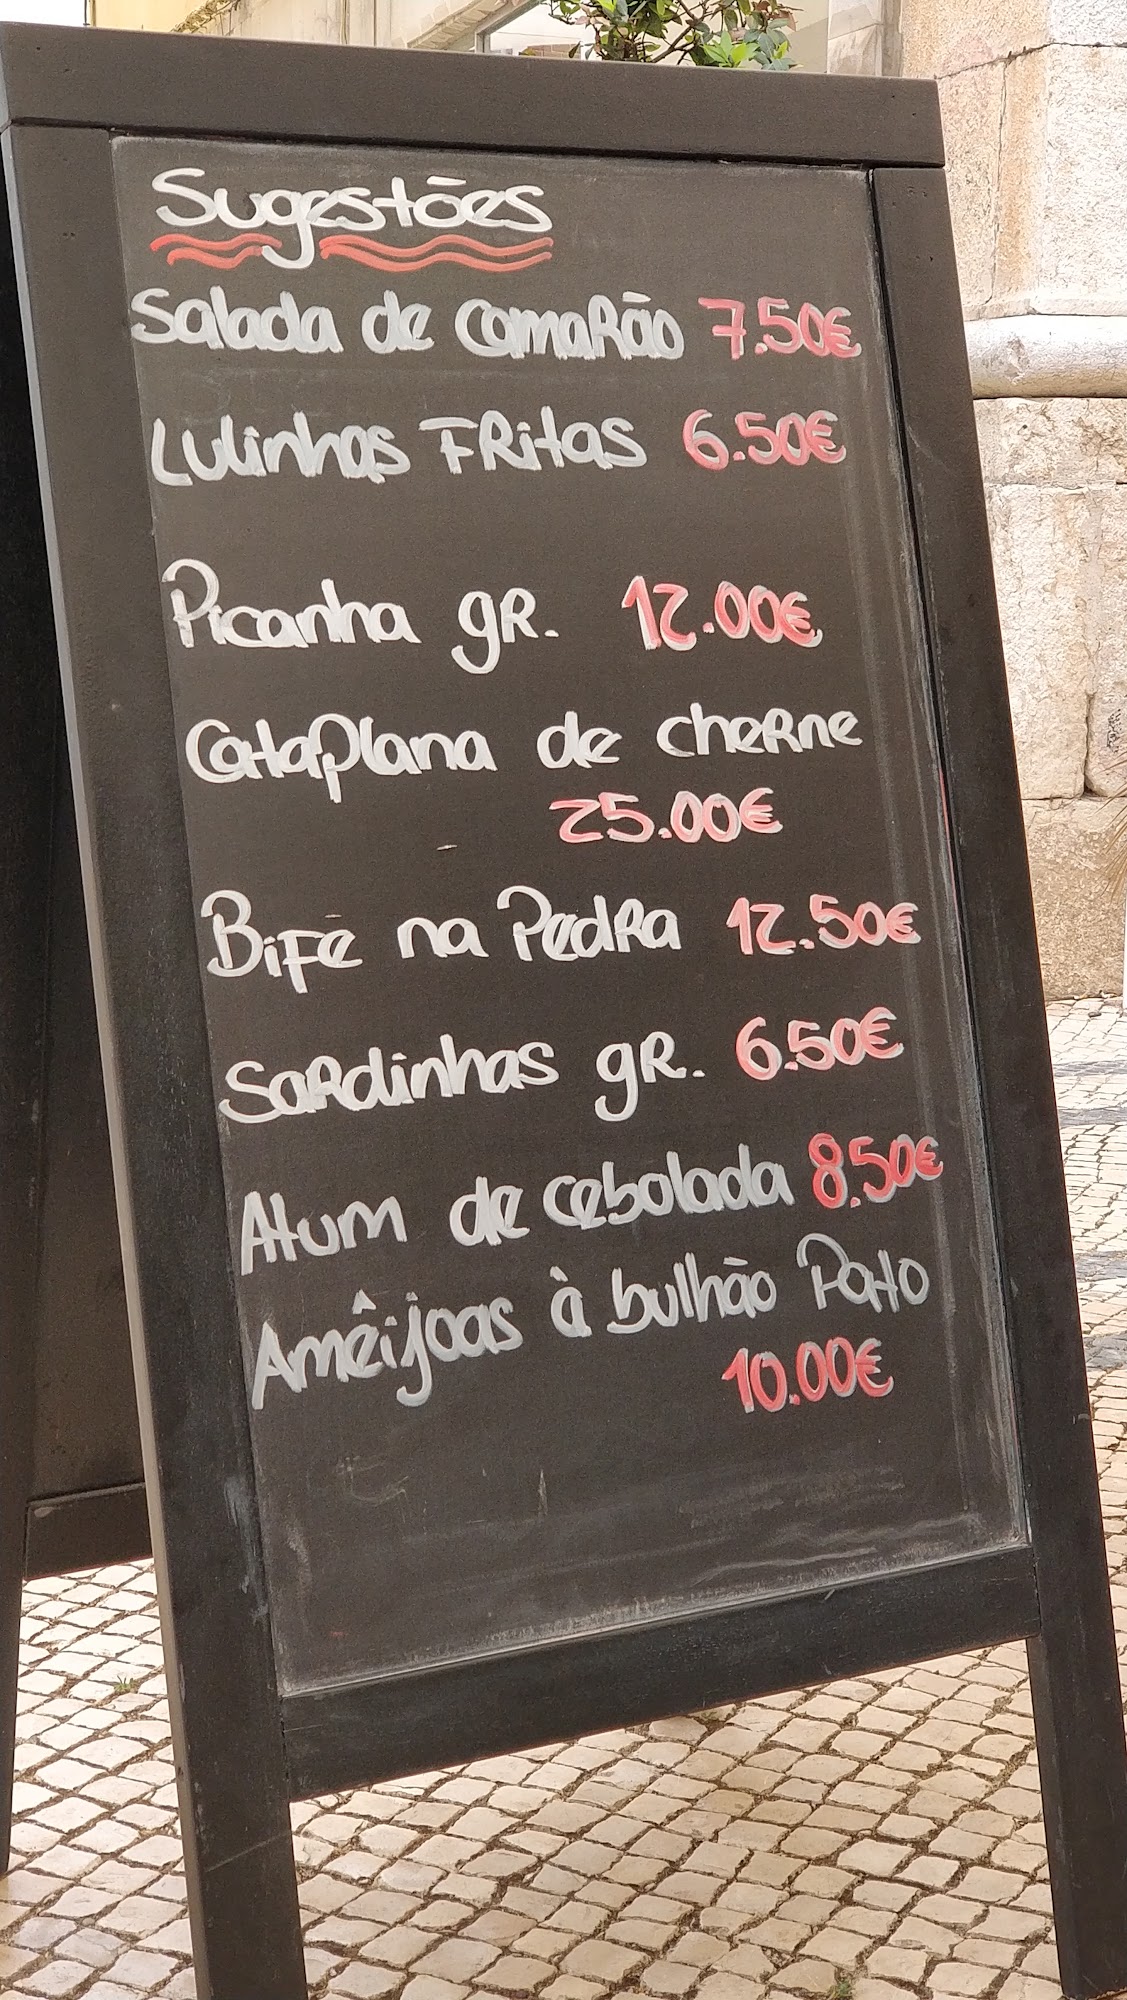 Sugestões
Salada de camarão 7.50€
Lulinhas Fritas 6.50€
Picanha gr. 12.00€
Cataplana de cherne
25.00€
Bife na Pedra 12.50€
Sardinhas gr. 6.50€
Atum de cebolada 8.50€
Amêijoas à bulhão Pato
10.00€